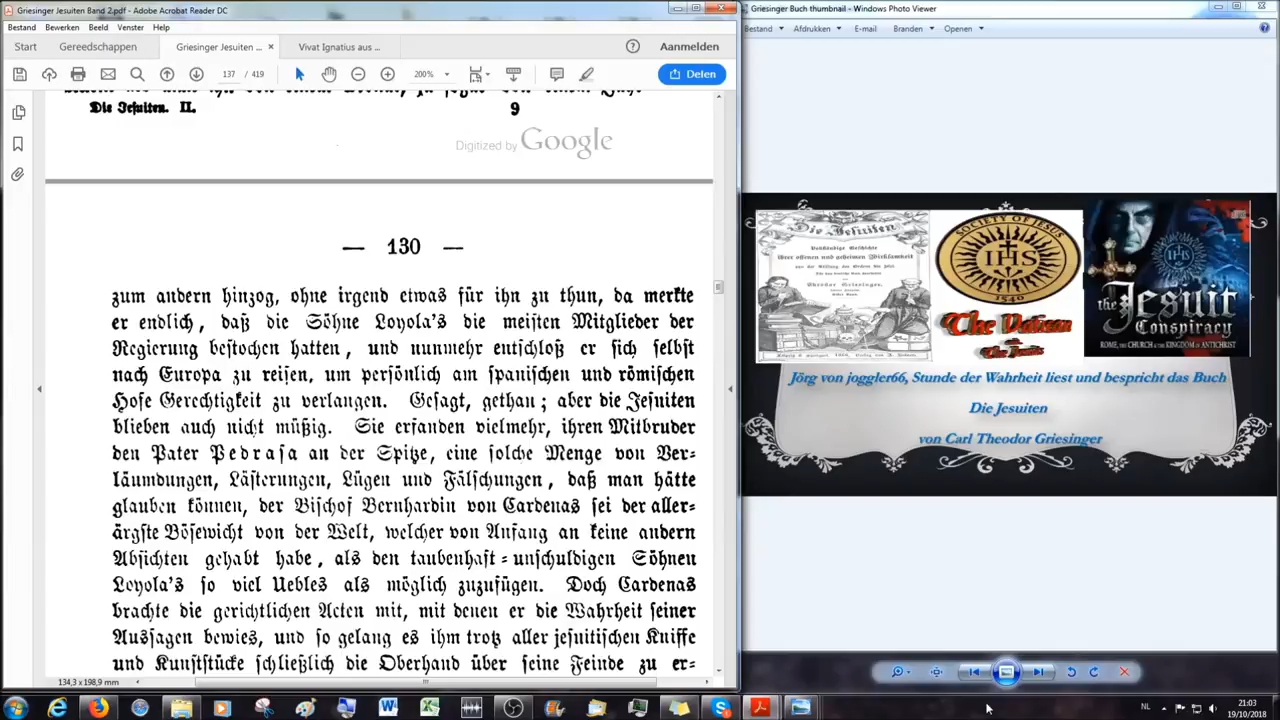 Griesinger Jesuiten Band 2.pdf - Adobe Acrobat Reader DC
Bestand Bewerken Beeld Venster Help
Start Gereedschappen Griesinger Jesuiten ... × Vivat Ignatius aus ... Aanmelden
137 / 419 200% Delen
Die Jesuiten. II. 9
Digitized by Google
— 130 —
zum andern hinzog, ohne irgend etwas für ihn zu thun, da merkte
er endlich, daß die Söhne Loyola's die meisten Mitglieder der
Regierung bestochen hatten, und nunmehr entschloß er sich selbst
nach Europa zu reisen, um persönlich am spanischen und römischen
Hofe Gerechtigkeit zu verlangen. Gesagt, gethan; aber die Jesuiten
blieben auch nicht müßig. Sie erfanden vielmehr, ihren Mitbruder
den Pater Pedrasa an der Spitze, eine solche Menge von Ver-
läumdungen, Lästerungen, Lügen und Fälschungen, daß man hätte
glauben können, der Bischof Bernhardin von Cardenas sei der aller-
ärgste Bösewicht von der Welt, welcher von Anfang an keine andern
Absichten gehabt habe, als den taubenhaft-unschuldigen Söhnen
Loyola's so viel Uebles als möglich zuzufügen. Doch Cardenas
brachte die gerichtlichen Acten mit, mit denen er die Wahrheit seiner
Aussagen bewies, und so gelang es ihm trotz aller jesuitischen Kniffe
und Kunststücke schließlich die Oberhand über seine Feinde zu er-
134,3 x 198,9 mm
Griesinger Buch thumbnail - Windows Photo Viewer
Bestand Afdrukken E-mail Branden Openen
Die Jesuiten
Vollständige Geschichte
ihrer offenen und geheimen Wirksamkeit
Theodor Griesinger.
SOCIETY OF JESUS
IHS
1540
The Vatican
The Jesuits
the Jesuit
Conspiracy
ROME, THE CHURCH & THE KINGDOM OF ANTICHRIST
Jörg von joggler66, Stunde der Wahrheit liest und bespricht das Buch
Die Jesuiten
von Carl Theodor Griesinger
NL
21:03
19/10/2018